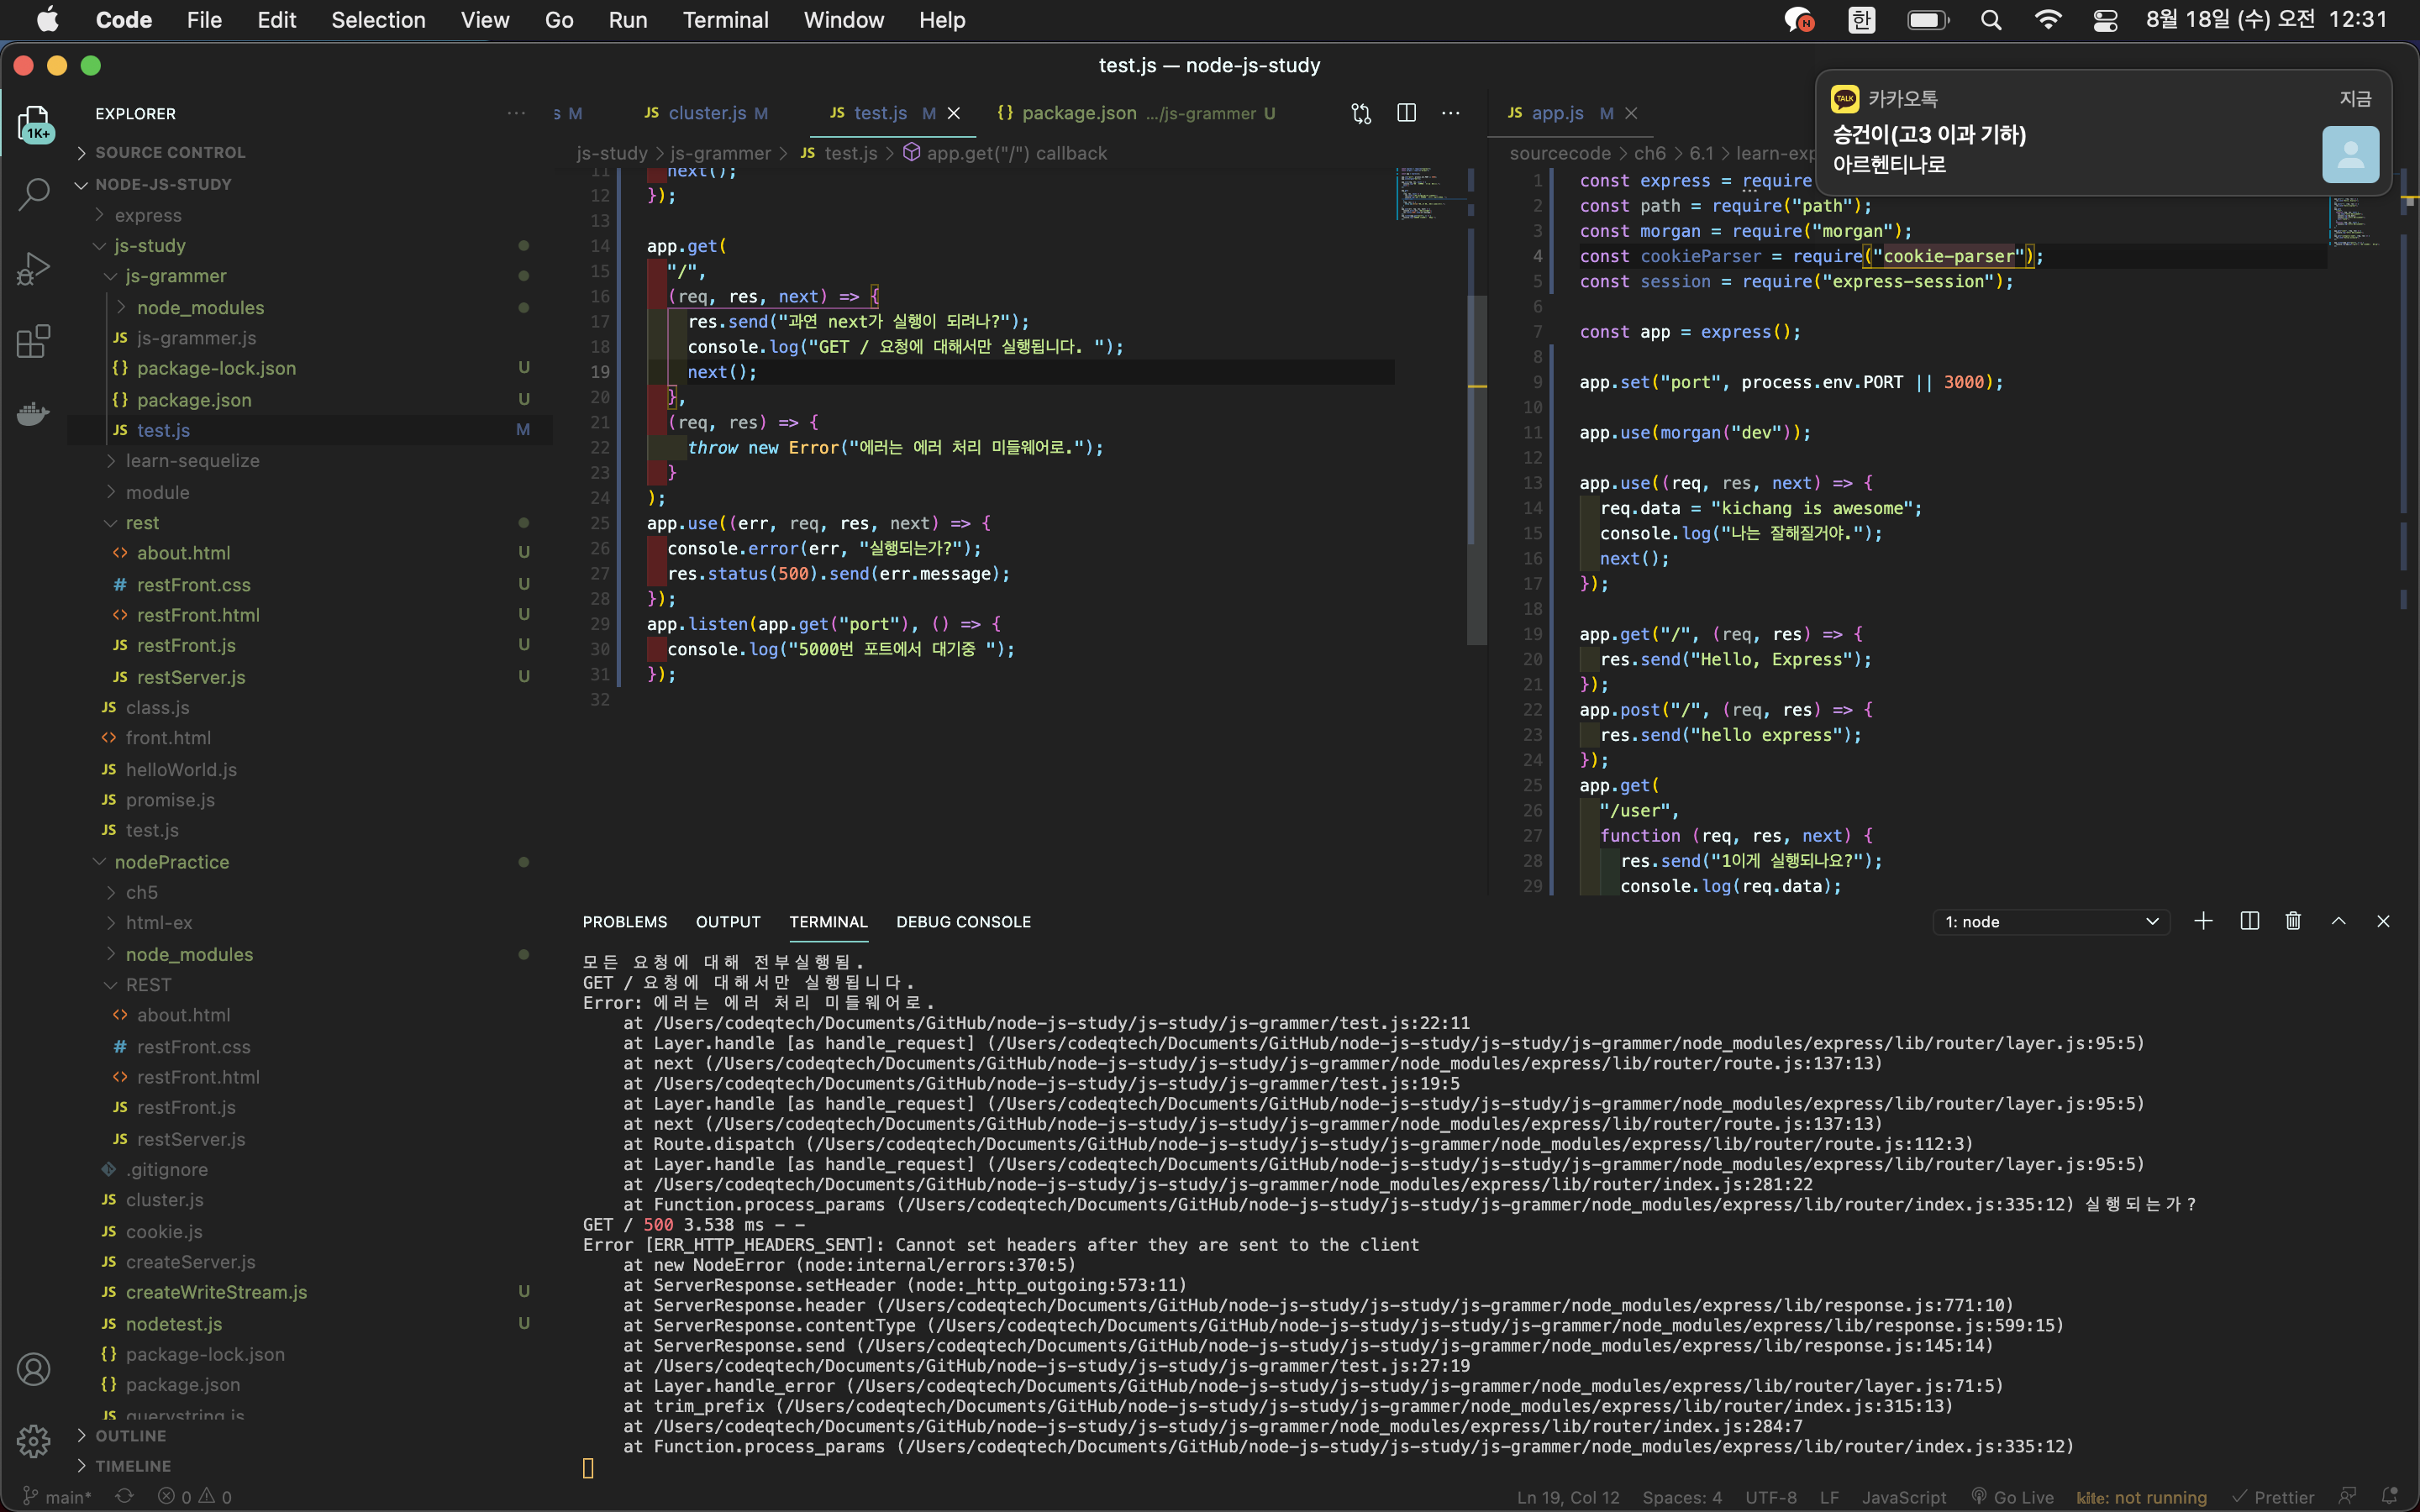 Code File Edit Selection View Go Run Terminal Window Help 한 8월 18일 (수) 오전 12:31
test.js — node-js-study
카카오톡 지금
승건이(고3 이과 기하)
아르헨티나로
EXPLORER
1K+
SOURCE CONTROL
NODE-JS-STUDY
express
js-study
js-grammer
node_modules
JS js-grammer.js
{} package-lock.json U
{} package.json U
JS test.js M
learn-sequelize
module
rest
<> about.html U
# restFront.css U
<> restFront.html U
JS restFront.js U
JS restServer.js U
JS class.js
<> front.html
JS helloWorld.js
JS promise.js
JS test.js
nodePractice
ch5
html-ex
node_modules
REST
<> about.html
# restFront.css
<> restFront.html
JS restFront.js
JS restServer.js
.gitignore
JS cluster.js
JS cookie.js
JS createServer.js
JS createWriteStream.js U
JS nodetest.js U
{} package-lock.json
{} package.json
JS querystring.js
OUTLINE
TIMELINE
s M JS cluster.js M JS test.js M {} package.json .../js-grammer U
js-study > js-grammer > JS test.js > app.get("/") callback
11 next();
12 });
13
14 app.get(
15 "/",
16 (req, res, next) => {
17 res.send("과연 next가 실행이 되려나?");
18 console.log("GET / 요청에 대해서만 실행됩니다. ");
19 next();
20 },
21 (req, res) => {
22 throw new Error("에러는 에러 처리 미들웨어로.");
23 }
24 );
25 app.use((err, req, res, next) => {
26 console.error(err, "실행되는가?");
27 res.status(500).send(err.message);
28 });
29 app.listen(app.get("port"), () => {
30 console.log("5000번 포트에서 대기중 ");
31 });
32
JS app.js M
sourcecode > ch6 > 6.1 > learn-exp
1 const express = require
2 const path = require("path");
3 const morgan = require("morgan");
4 const cookieParser = require("cookie-parser");
5 const session = require("express-session");
6
7 const app = express();
8
9 app.set("port", process.env.PORT || 3000);
10
11 app.use(morgan("dev"));
12
13 app.use((req, res, next) => {
14 req.data = "kichang is awesome";
15 console.log("나는 잘해질거야.");
16 next();
17 });
18
19 app.get("/", (req, res) => {
20 res.send("Hello, Express");
21 });
22 app.post("/", (req, res) => {
23 res.send("hello express");
24 });
25 app.get(
26 "/user",
27 function (req, res, next) {
28 res.send("1이게 실행되나요?");
29 console.log(req.data);
PROBLEMS OUTPUT TERMINAL DEBUG CONSOLE 1: node
모든 요청에 대해 전부실행됨.
GET / 요청에 대해서만 실행됩니다.
Error: 에러는 에러 처리 미들웨어로.
at /Users/codeqtech/Documents/GitHub/node-js-study/js-study/js-grammer/test.js:22:11
at Layer.handle [as handle_request] (/Users/codeqtech/Documents/GitHub/node-js-study/js-study/js-grammer/node_modules/express/lib/router/layer.js:95:5)
at next (/Users/codeqtech/Documents/GitHub/node-js-study/js-study/js-grammer/node_modules/express/lib/router/route.js:137:13)
at /Users/codeqtech/Documents/GitHub/node-js-study/js-study/js-grammer/test.js:19:5
at Layer.handle [as handle_request] (/Users/codeqtech/Documents/GitHub/node-js-study/js-study/js-grammer/node_modules/express/lib/router/layer.js:95:5)
at next (/Users/codeqtech/Documents/GitHub/node-js-study/js-study/js-grammer/node_modules/express/lib/router/route.js:137:13)
at Route.dispatch (/Users/codeqtech/Documents/GitHub/node-js-study/js-study/js-grammer/node_modules/express/lib/router/route.js:112:3)
at Layer.handle [as handle_request] (/Users/codeqtech/Documents/GitHub/node-js-study/js-study/js-grammer/node_modules/express/lib/router/layer.js:95:5)
at /Users/codeqtech/Documents/GitHub/node-js-study/js-study/js-grammer/node_modules/express/lib/router/index.js:281:22
at Function.process_params (/Users/codeqtech/Documents/GitHub/node-js-study/js-study/js-grammer/node_modules/express/lib/router/index.js:335:12) 실행되는가?
GET / 500 3.538 ms - -
Error [ERR_HTTP_HEADERS_SENT]: Cannot set headers after they are sent to the client
at new NodeError (node:internal/errors:370:5)
at ServerResponse.setHeader (node:_http_outgoing:573:11)
at ServerResponse.header (/Users/codeqtech/Documents/GitHub/node-js-study/js-study/js-grammer/node_modules/express/lib/response.js:771:10)
at ServerResponse.contentType (/Users/codeqtech/Documents/GitHub/node-js-study/js-study/js-grammer/node_modules/express/lib/response.js:599:15)
at ServerResponse.send (/Users/codeqtech/Documents/GitHub/node-js-study/js-study/js-grammer/node_modules/express/lib/response.js:145:14)
at /Users/codeqtech/Documents/GitHub/node-js-study/js-study/js-grammer/test.js:27:19
at Layer.handle_error (/Users/codeqtech/Documents/GitHub/node-js-study/js-study/js-grammer/node_modules/express/lib/router/layer.js:71:5)
at trim_prefix (/Users/codeqtech/Documents/GitHub/node-js-study/js-study/js-grammer/node_modules/express/lib/router/index.js:315:13)
at /Users/codeqtech/Documents/GitHub/node-js-study/js-study/js-grammer/node_modules/express/lib/router/index.js:284:7
at Function.process_params (/Users/codeqtech/Documents/GitHub/node-js-study/js-study/js-grammer/node_modules/express/lib/router/index.js:335:12)
main* 0 0 Ln 19, Col 12 Spaces: 4 UTF-8 LF JavaScript Go Live kite: not running Prettier